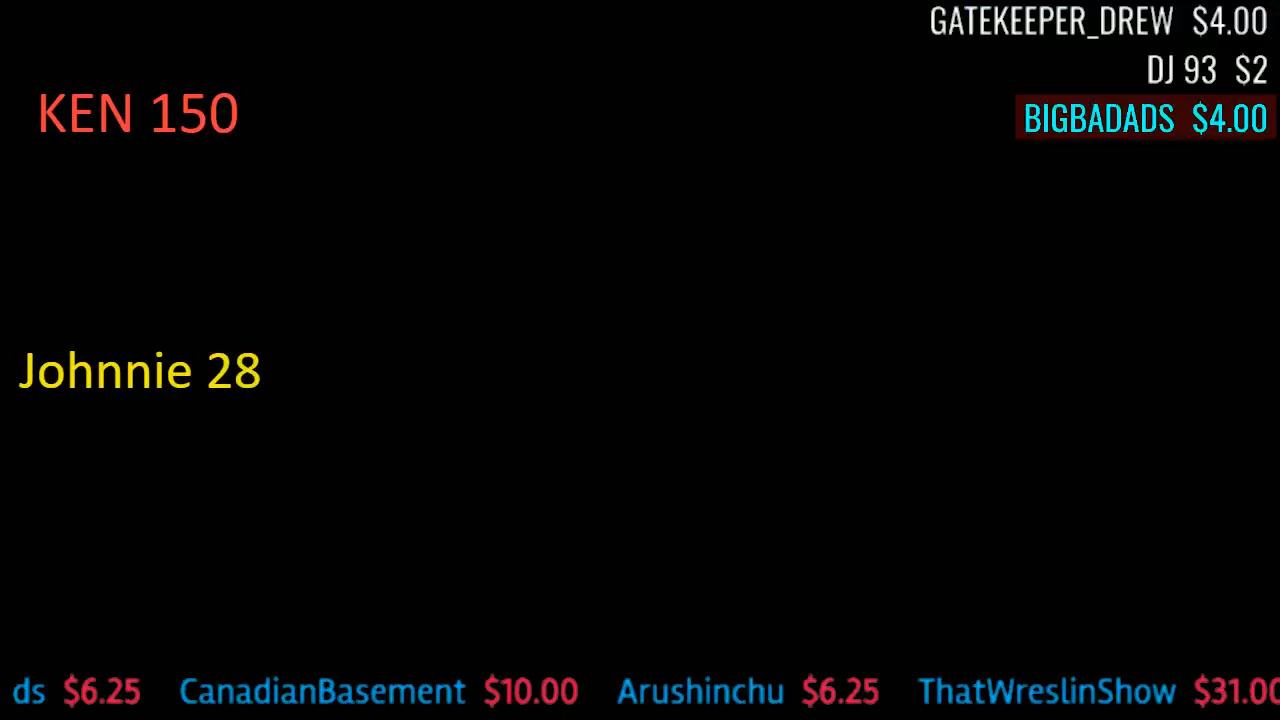 GATEKEEPER_DREW $4.00
DJ 93 $2
KEN 150
BIGBADADS $4.00
Johnnie 28
ds $6.25 CanadianBasement $10.00 Arushinchu $6.25 ThatWreslinShow $31.00